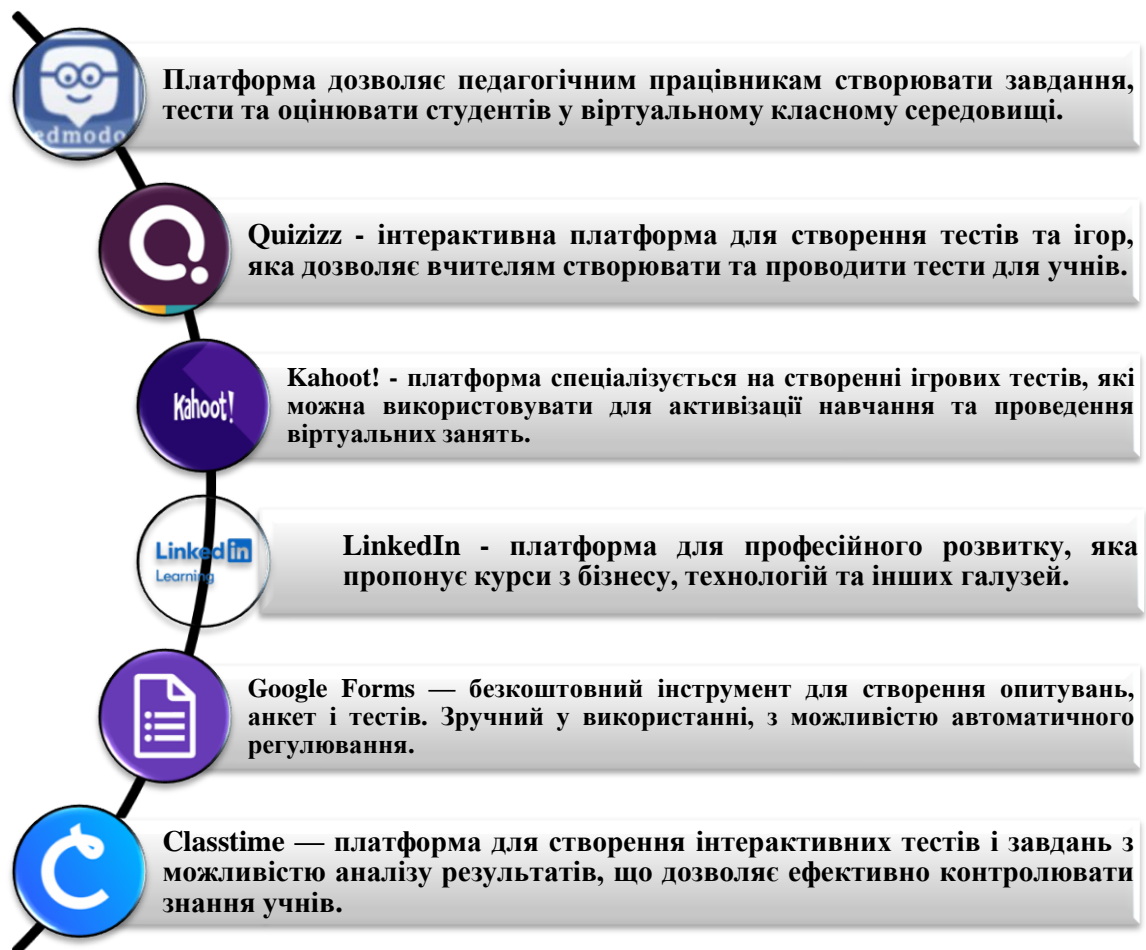 edmodo
Платформа дозволяє педагогічним працівникам створювати завдання,
тести та оцінювати студентів у віртуальному класному середовищі.
Quizizz - інтерактивна платформа для створення тестів та ігор,
яка дозволяє вчителям створювати та проводити тести для учнів.
Kahoot!
Kahoot! - платформа спеціалізується на створенні ігрових тестів, які
можна використовувати для активізації навчання та проведення
віртуальних занять.
Linked in
Learning
LinkedIn - платформа для професійного розвитку, яка
пропонує курси з бізнесу, технологій та інших галузей.
Google Forms — безкоштовний інструмент для створення опитувань,
анкет і тестів. Зручний у використанні, з можливістю автоматичного
регулювання.
Classtime — платформа для створення інтерактивних тестів і завдань з
можливістю аналізу результатів, що дозволяє ефективно контролювати
знання учнів.